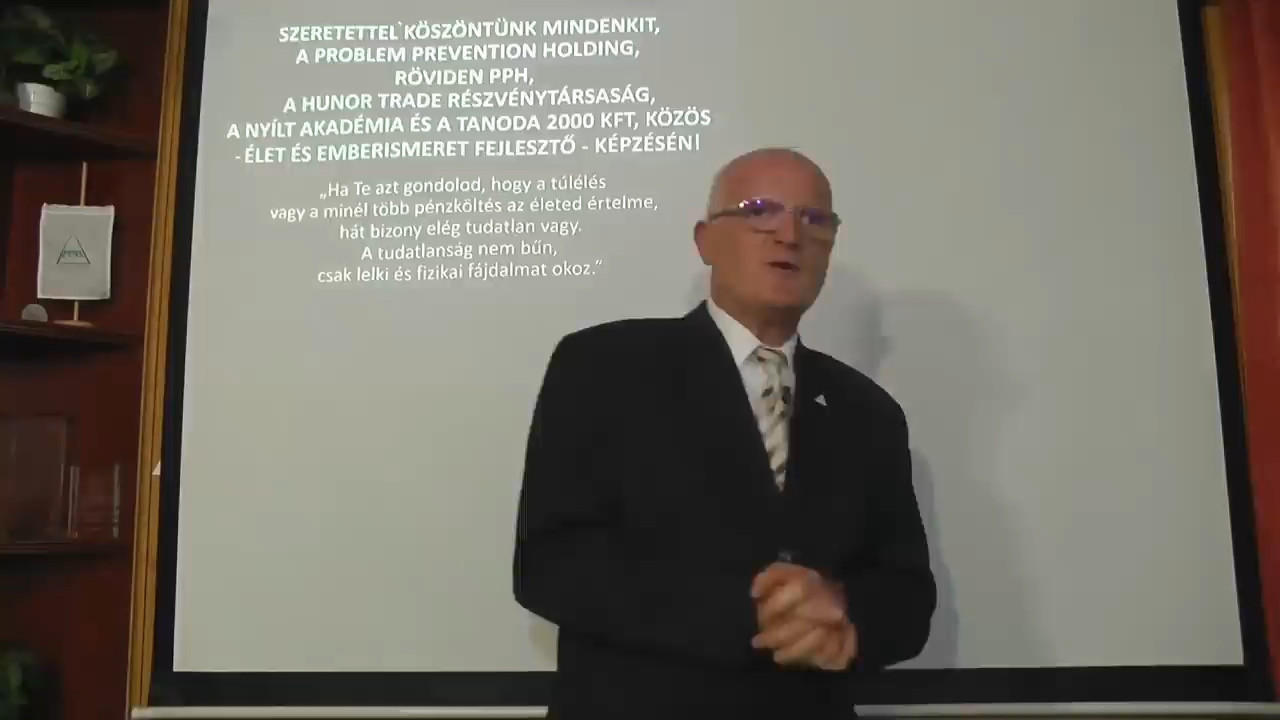 SZERETETTEL KÖSZÖNTÜNK MINDENKIT,
A PROBLEM PREVENTION HOLDING,
RÖVIDEN PPH,
A HUNOR TRADE RÉSZVÉNYTÁRSASÁG,
A NYÍLT AKADÉMIA ÉS A TANODA 2000 KFT, KÖZÖS
- ÉLET ÉS EMBERISMERET FEJLESZTŐ - KÉPZÉSÉN!
„Ha Te azt gondolod, hogy a túlélés
vagy a minél több pénzköltés az életed értelme,
hát bizony elég tudatlan vagy.
A tudatlanság nem bűn,
csak lelki és fizikai fájdalmat okoz.”